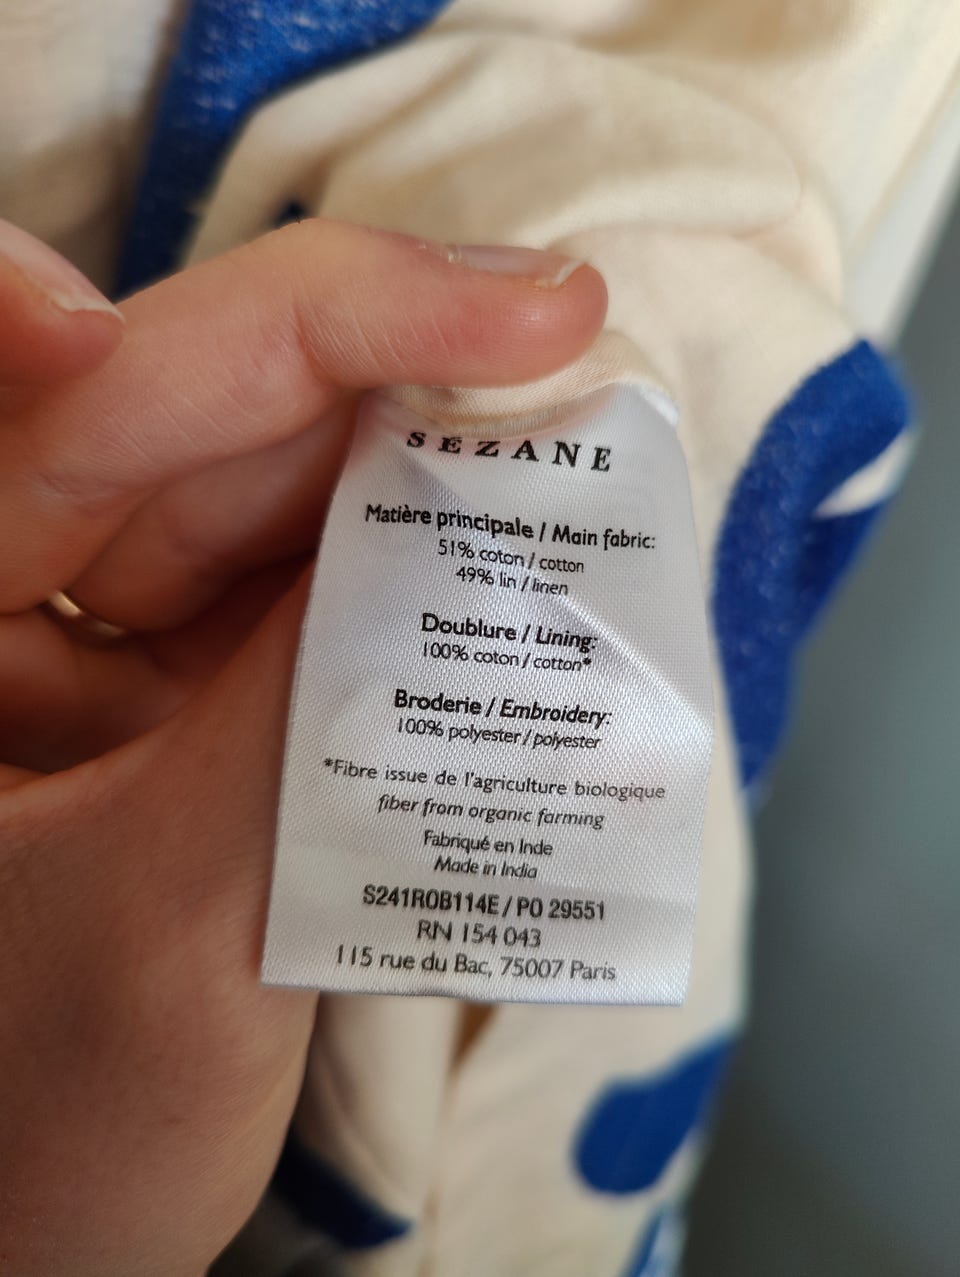 SÉZANE
Matière principale / Main fabric:
51% coton / cotton
49% lin / linen
Doublure / Lining:
100% coton / cotton*
Broderie / Embroidery:
100% polyester / polyester
*Fibre issue de l'agriculture biologique
fiber from organic farming
Fabriqué en Inde
Made in India
S241ROB114E / PO 29551
RN 154 043
115 rue du Bac, 75007 Paris